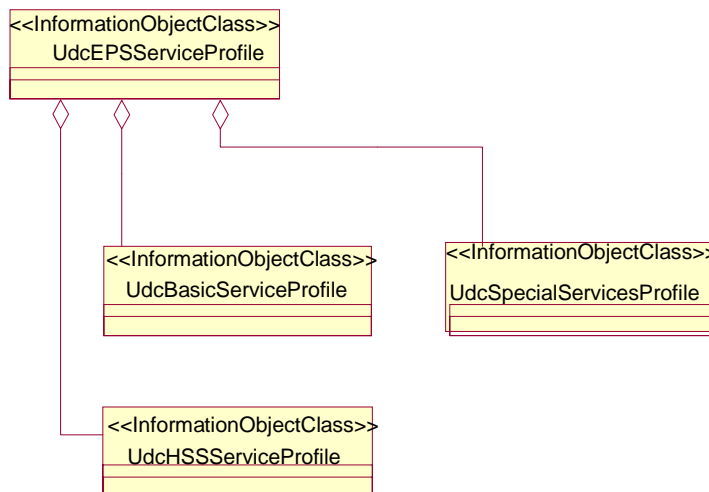 <<InformationObjectClass>>
UdcEPSServiceProfile
<<InformationObjectClass>>
UdcBasicServiceProfile
<<InformationObjectClass>>
UdcSpecialServicesProfile
<<InformationObjectClass>>
UdcHSSServiceProfile